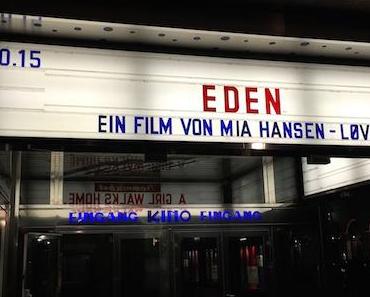 0.15
EDEN
EIN FILM VON MIA HANSEN - LØV
A GIRL
WALKS HOME
EINGANG KINO EINGANG